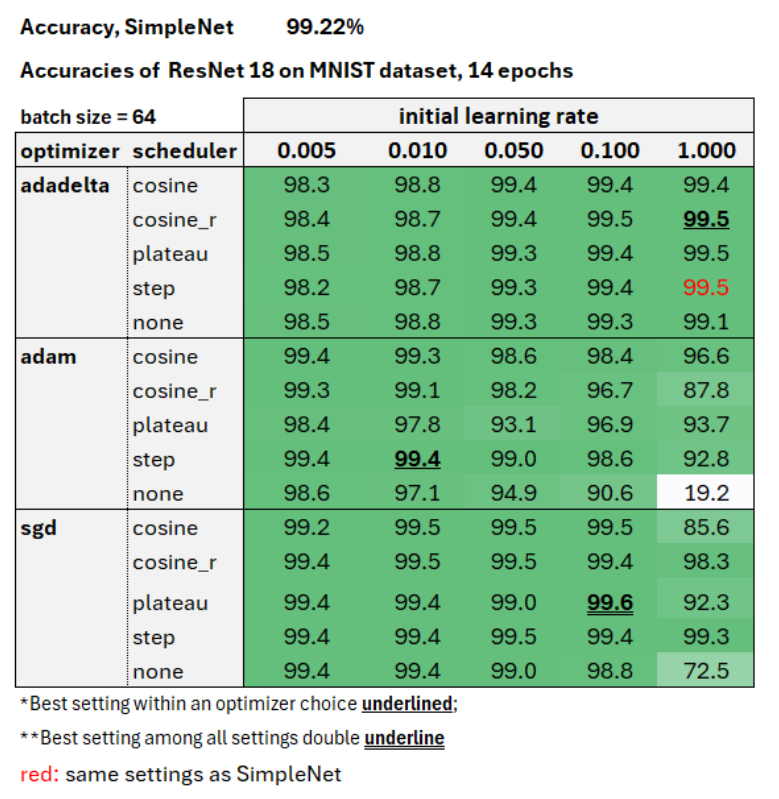 Accuracy, SimpleNet 99.22%
Accuracies of ResNet 18 on MNIST dataset, 14 epochs
batch size = 64 initial learning rate
optimizer scheduler 0.005 0.010 0.050 0.100 1.000
adadelta cosine 98.3 98.8 99.4 99.4 99.4
cosine_r 98.4 98.7 99.4 99.5 99.5
plateau 98.5 98.8 99.3 99.4 99.5
step 98.2 98.7 99.3 99.4 99.5
none 98.5 98.8 99.3 99.3 99.1
adam cosine 99.4 99.3 98.6 98.4 96.6
cosine_r 99.3 99.1 98.2 96.7 87.8
plateau 98.4 97.8 93.1 96.9 93.7
step 99.4 99.4 99.0 98.6 92.8
none 98.6 97.1 94.9 90.6 19.2
sgd cosine 99.2 99.5 99.5 99.5 85.6
cosine_r 99.4 99.5 99.5 99.4 98.3
plateau 99.4 99.4 99.0 99.6 92.3
step 99.4 99.4 99.5 99.4 99.3
none 99.4 99.4 99.0 98.8 72.5
*Best setting within an optimizer choice underlined;
**Best setting among all settings double underline
red: same settings as SimpleNet